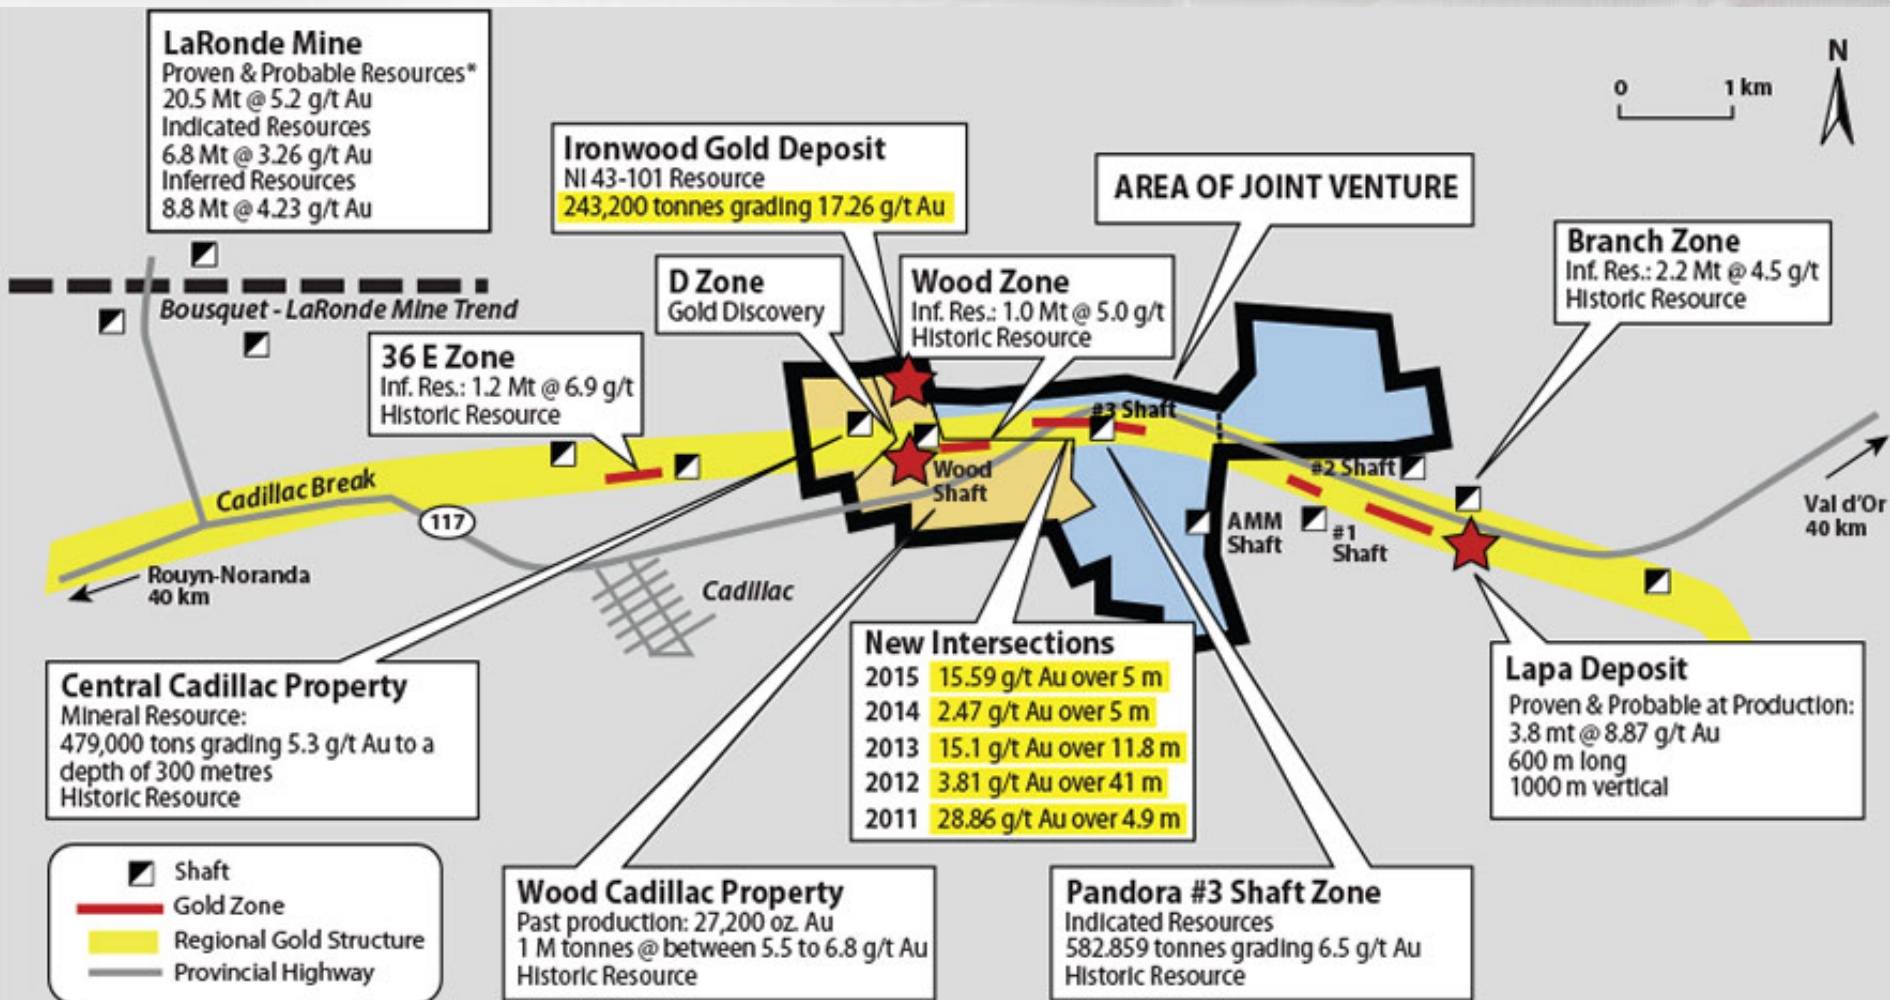 LaRonde Mine
Proven & Probable Resources*
20.5 Mt @ 5.2 g/t Au
Indicated Resources
6.8 Mt @ 3.26 g/t Au
Inferred Resources
8.8 Mt @ 4.23 g/t Au
Ironwood Gold Deposit
NI 43-101 Resource
243,200 tonnes grading 17.26 g/t Au
AREA OF JOINT VENTURE
0 1 km
N
Branch Zone
Inf. Res.: 2.2 Mt @ 4.5 g/t
Historic Resource
D Zone
Gold Discovery
Wood Zone
Inf. Res.: 1.0 Mt @ 5.0 g/t
Historic Resource
Bousquet - LaRonde Mine Trend
36 E Zone
Inf. Res.: 1.2 Mt @ 6.9 g/t
Historic Resource
#3 Shaft
Wood
Shaft
#2 Shaft
AMM
Shaft
#1
Shaft
Val d'Or
40 km
Cadillac Break
117
Rouyn-Noranda
40 km
Cadillac
Central Cadillac Property
Mineral Resource:
479,000 tons grading 5.3 g/t Au to a
depth of 300 metres
Historic Resource
New Intersections
2015 15.59 g/t Au over 5 m
2014 2.47 g/t Au over 5 m
2013 15.1 g/t Au over 11.8 m
2012 3.81 g/t Au over 41 m
2011 28.86 g/t Au over 4.9 m
Lapa Deposit
Proven & Probable at Production:
3.8 mt @ 8.87 g/t Au
600 m long
1000 m vertical
Shaft
Gold Zone
Regional Gold Structure
Provincial Highway
Wood Cadillac Property
Past production: 27,200 oz. Au
1 M tonnes @ between 5.5 to 6.8 g/t Au
Historic Resource
Pandora #3 Shaft Zone
Indicated Resources
582.859 tonnes grading 6.5 g/t Au
Historic Resource